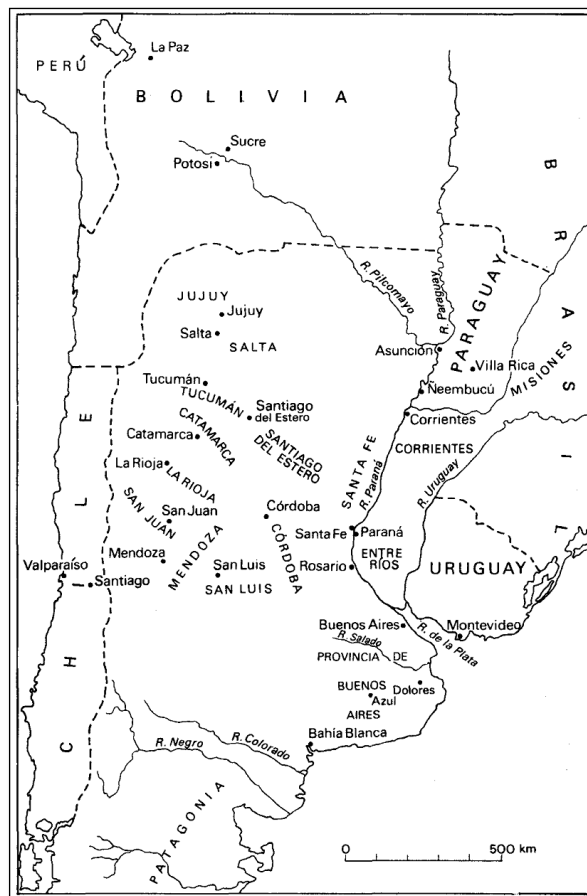 La Paz
PERÚ
BOLIVIA
Sucre
Potosi
BRASIL
R. Pilcomayo
R. Paraguay
PARAGUAY
JUJUY
Jujuy
Salta
SALTA
Asunción
Villa Rica
MISIONES
Tucumán
TUCUMÁN
Ñeembucú
Santiago
del Estero
SANTIAGO
DEL ESTERO
Corrientes
CORRIENTES
Catamarca
CATAMARCA
SANTA FE
R. Paraná
R. Uruguay
La Rioja
LA RIOJA
SAN JUAN
San Juan
Córdoba
CÓRDOBA
Santa Fe
Paraná
ENTRE
RÍOS
Mendoza
MENDOZA
San Luis
SAN LUIS
Rosario
URUGUAY
Valparaíso
Santiago
CHILE
Buenos Aires
R. de la Plata
Montevideo
R. Salado
PROVINCIA DE
BUENOS
AIRES
Dolores
Azul
Bahía Blanca
R. Colorado
R. Negro
PATAGONIA
0 500 km